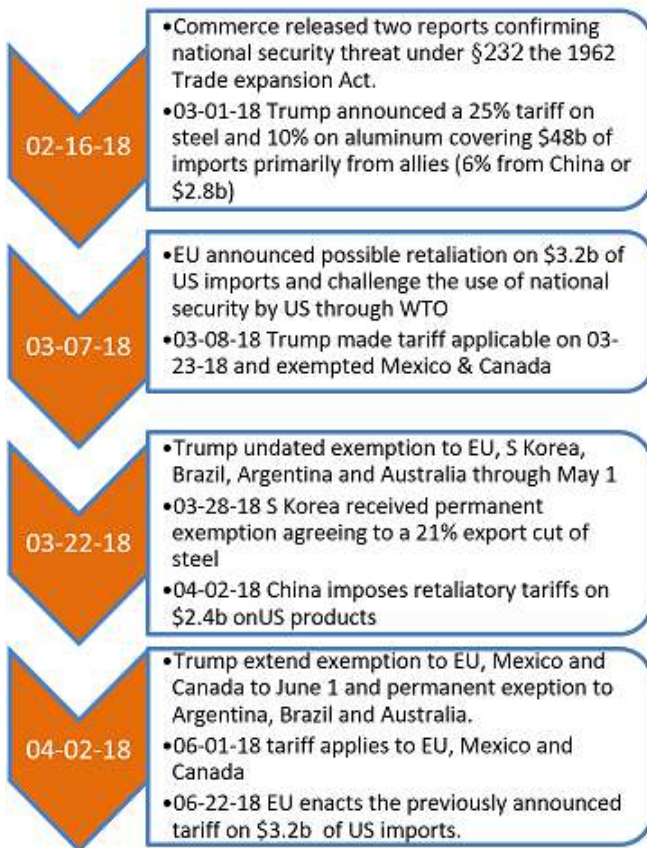 02-16-18
•Commerce released two reports confirming
national security threat under §232 the 1962
Trade expansion Act.
•03-01-18 Trump announced a 25% tariff on
steel and 10% on aluminum covering $48b of
imports primarily from allies (6% from China or
$2.8b)
03-07-18
•EU announced possible retaliation on $3.2b of
US imports and challenge the use of national
security by US through WTO
•03-08-18 Trump made tariff applicable on 03-
23-18 and exempted Mexico & Canada
03-22-18
•Trump undated exemption to EU, S Korea,
Brazil, Argentina and Australia through May 1
•03-28-18 S Korea received permanent
exemption agreeing to a 21% export cut of
steel
•04-02-18 China imposes retaliatory tariffs on
$2.4b onUS products
04-02-18
•Trump extend exemption to EU, Mexico and
Canada to June 1 and permanent exeption to
Argentina, Brazil and Australia.
•06-01-18 tariff applies to EU, Mexico and
Canada
•06-22-18 EU enacts the previously announced
tariff on $3.2b of US imports.